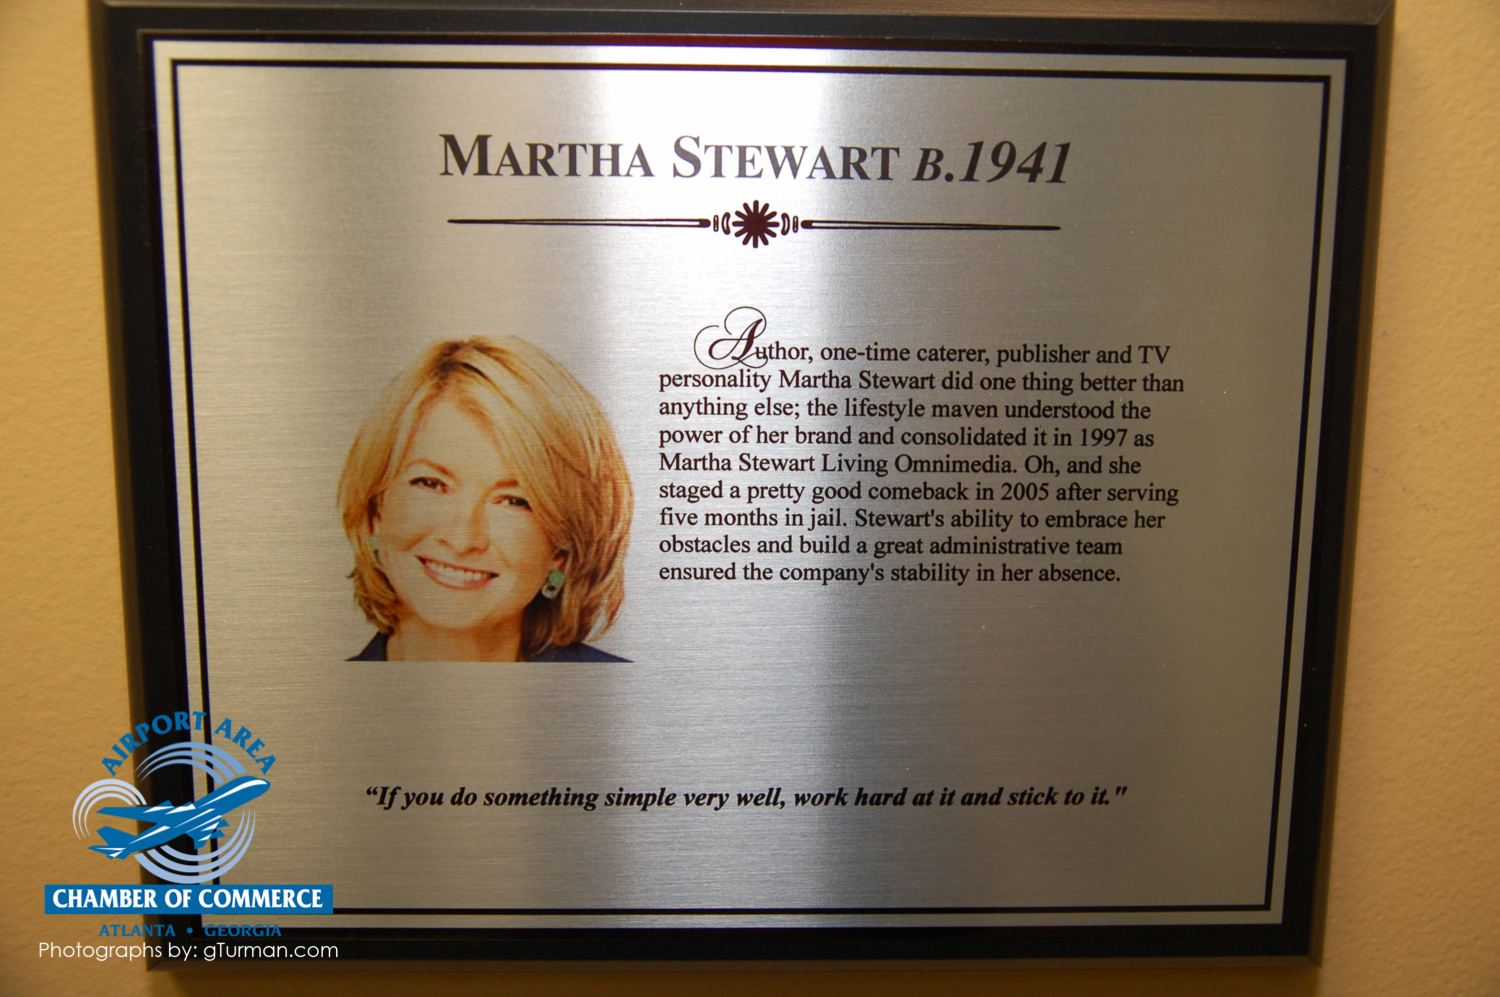 MARTHA STEWART B.1941
Author, one-time caterer, publisher and TV
personality Martha Stewart did one thing better than
anything else; the lifestyle maven understood the
power of her brand and consolidated it in 1997 as
Martha Stewart Living Omnimedia. Oh, and she
staged a pretty good comeback in 2005 after serving
five months in jail. Stewart's ability to embrace her
obstacles and build a great administrative team
ensured the company's stability in her absence.
“If you do something simple very well, work hard at it and stick to it."
AIRPORT AREA
CHAMBER OF COMMERCE
ATLANTA • GEORGIA
Photographs by: gTurman.com